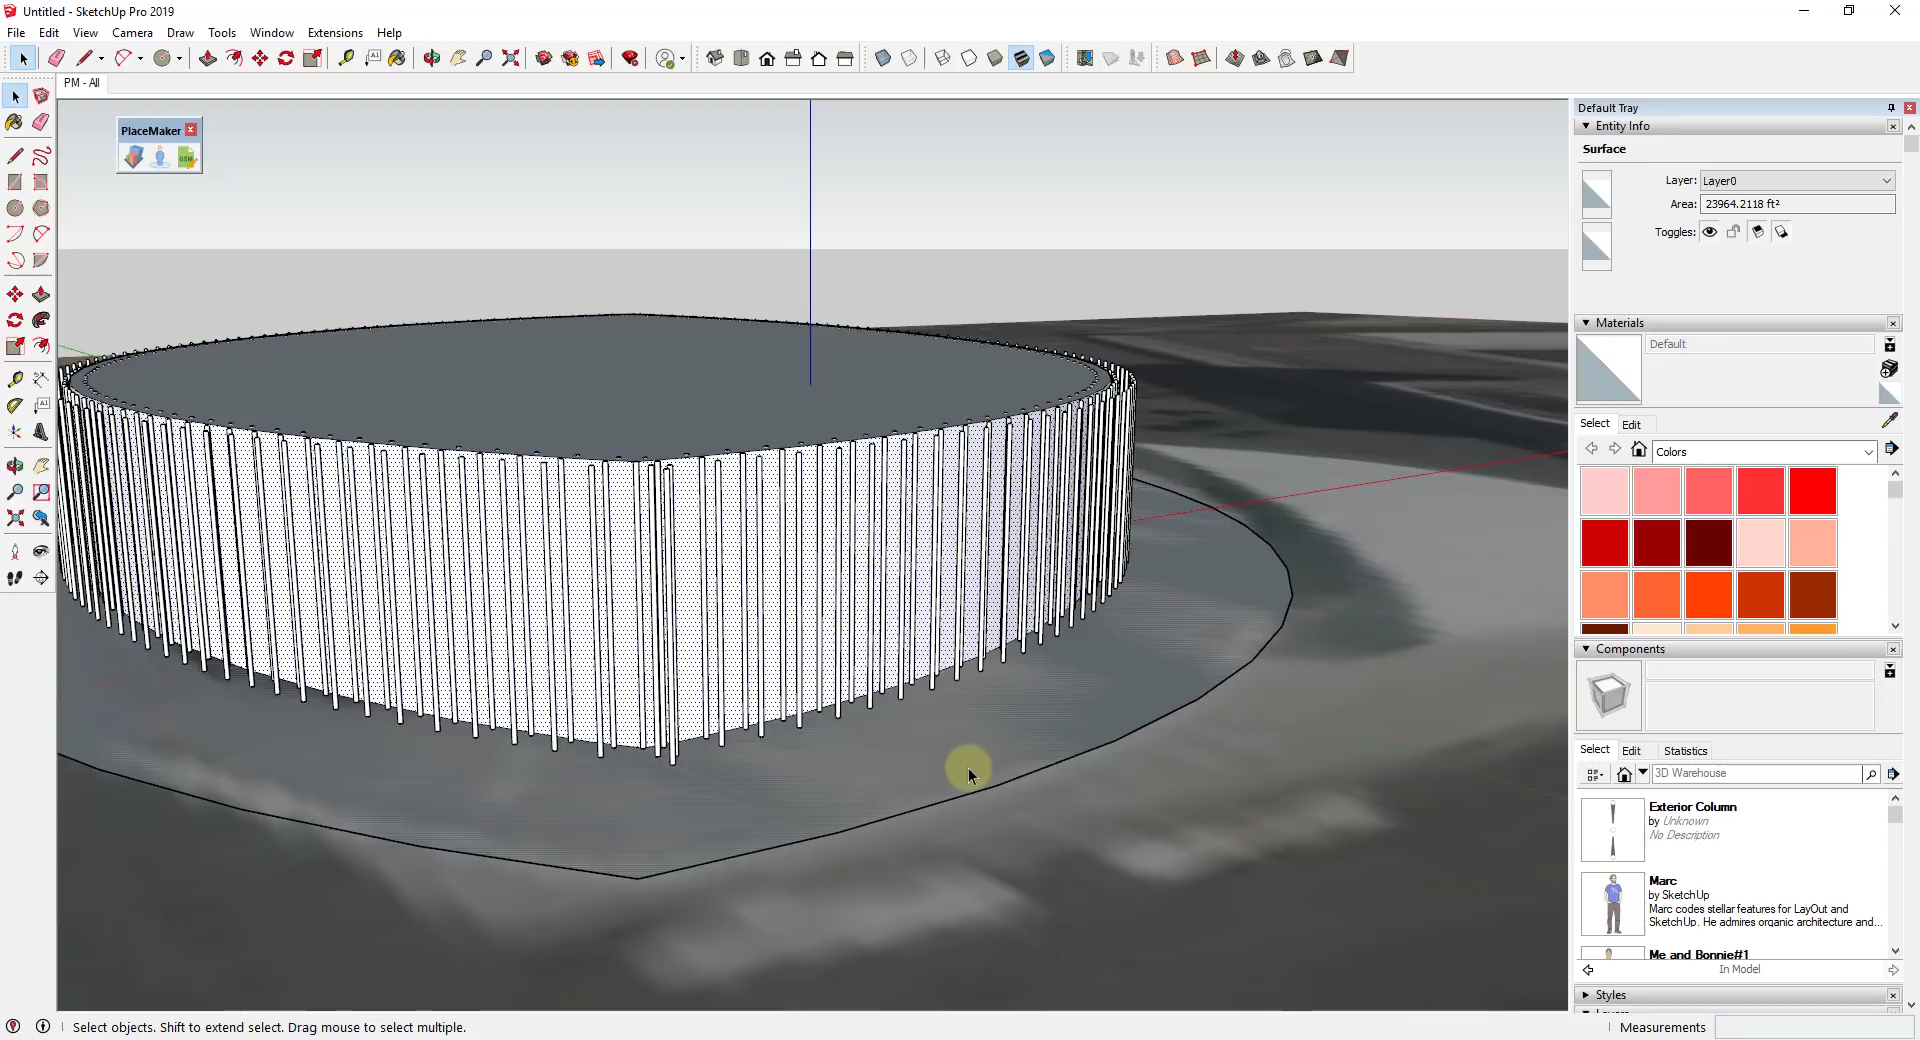 Untitled - SketchUp Pro 2019
File Edit View Camera Draw Tools Window Extensions Help
PM - All
PlaceMaker
OSM
Default Tray
Entity Info
Surface
Layer: Layer0
Area: 23964.2118 ft²
Toggles:
Materials
Default
Select Edit
Colors
Components
Select Edit Statistics
3D Warehouse
Exterior Column
by Unknown
No Description
Marc
by SketchUp
Marc codes stellar features for LayOut and
SketchUp. He admires organic architecture and...
Me and Bonnie#1
In Model
Styles
Select objects. Shift to extend select. Drag mouse to select multiple.
Measurements